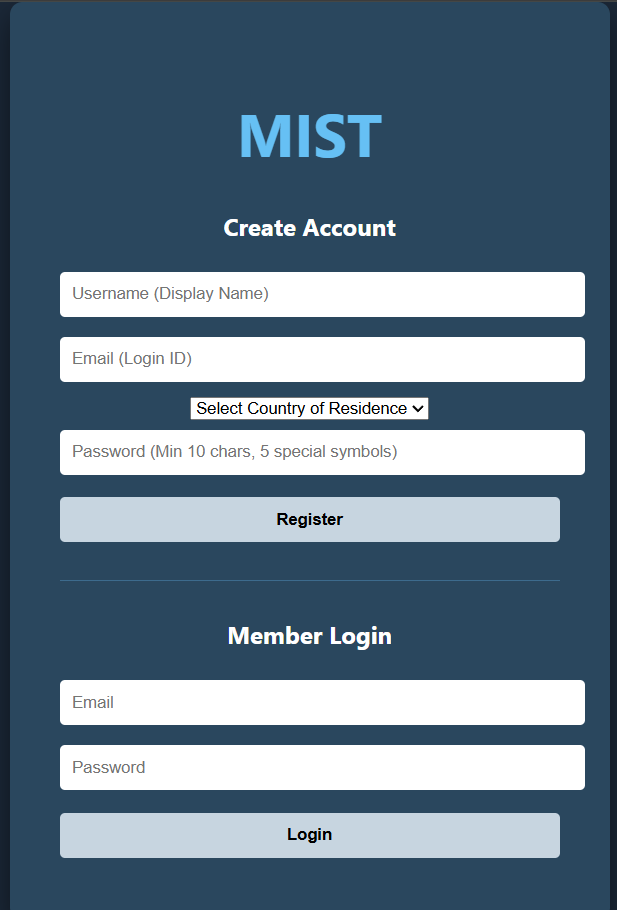 MIST
Create Account
Username (Display Name)
Email (Login ID)
Select Country of Residence
Password (Min 10 chars, 5 special symbols)
Register
Member Login
Email
Password
Login